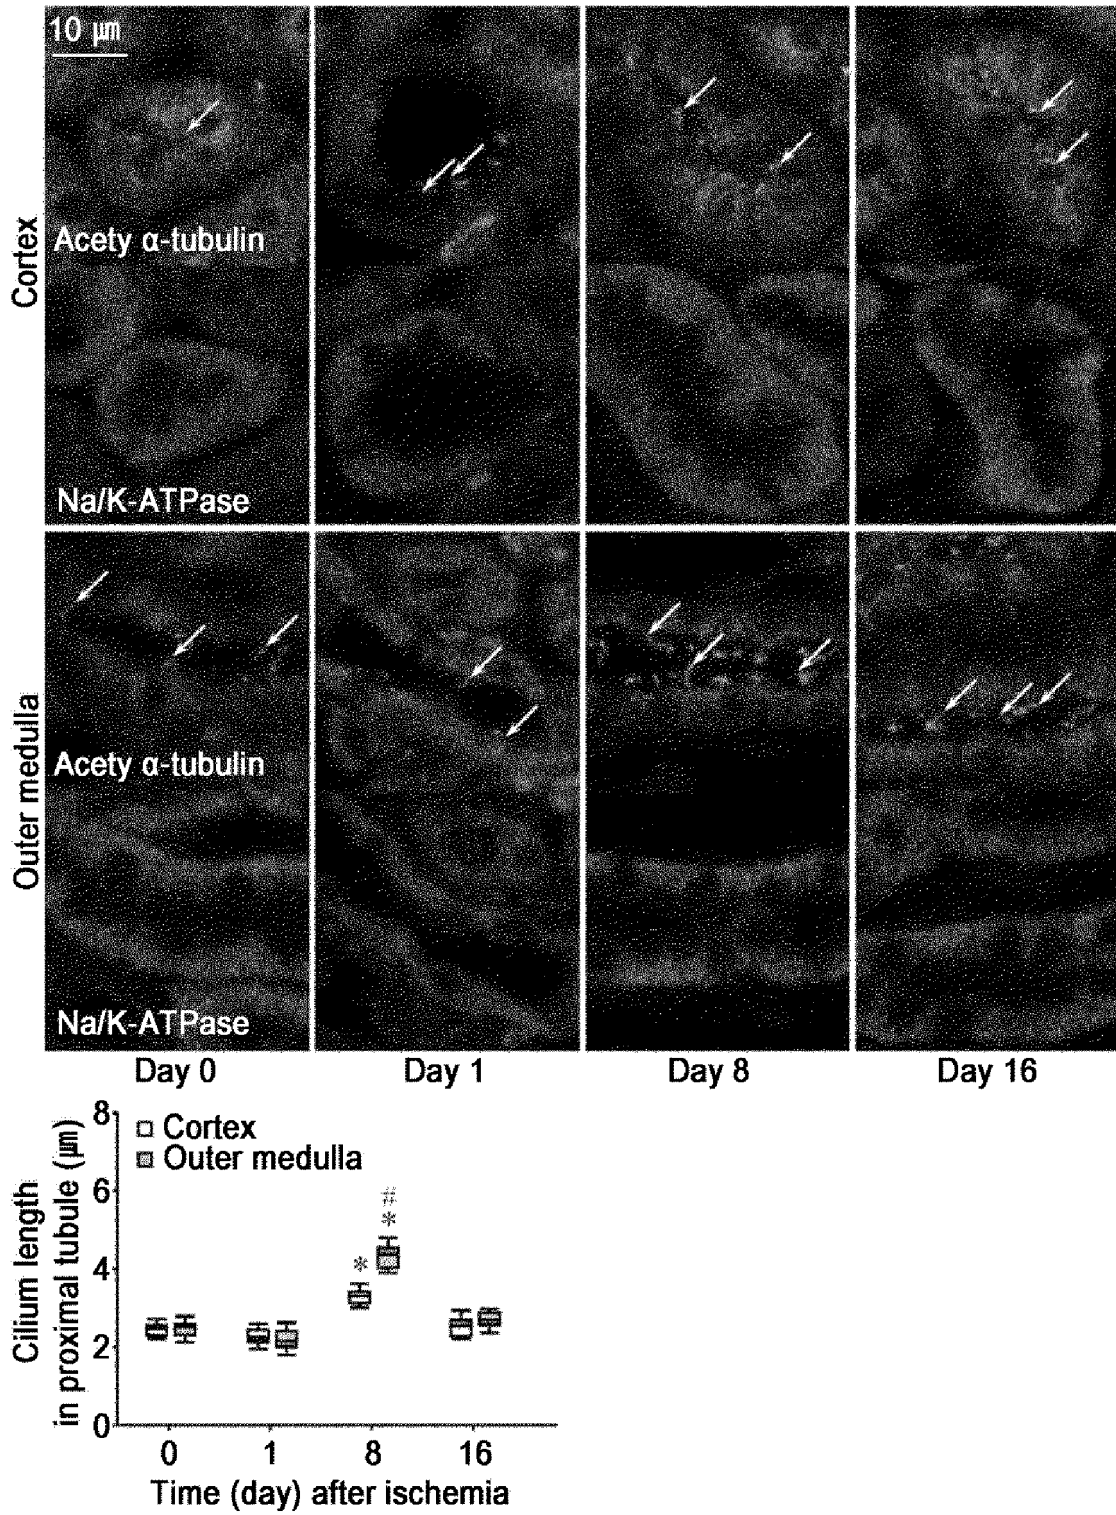 10 μm
Cortex
Acety α-tubulin
Na/K-ATPase
Outer medulla
Acety α-tubulin
Na/K-ATPase
Day 0 Day 1 Day 8 Day 16
Cilium length
in proximal tubule (μm)
8
6
4
2
0
Cortex
Outer medulla
#
*
*
0 1 8 16
Time (day) after ischemia